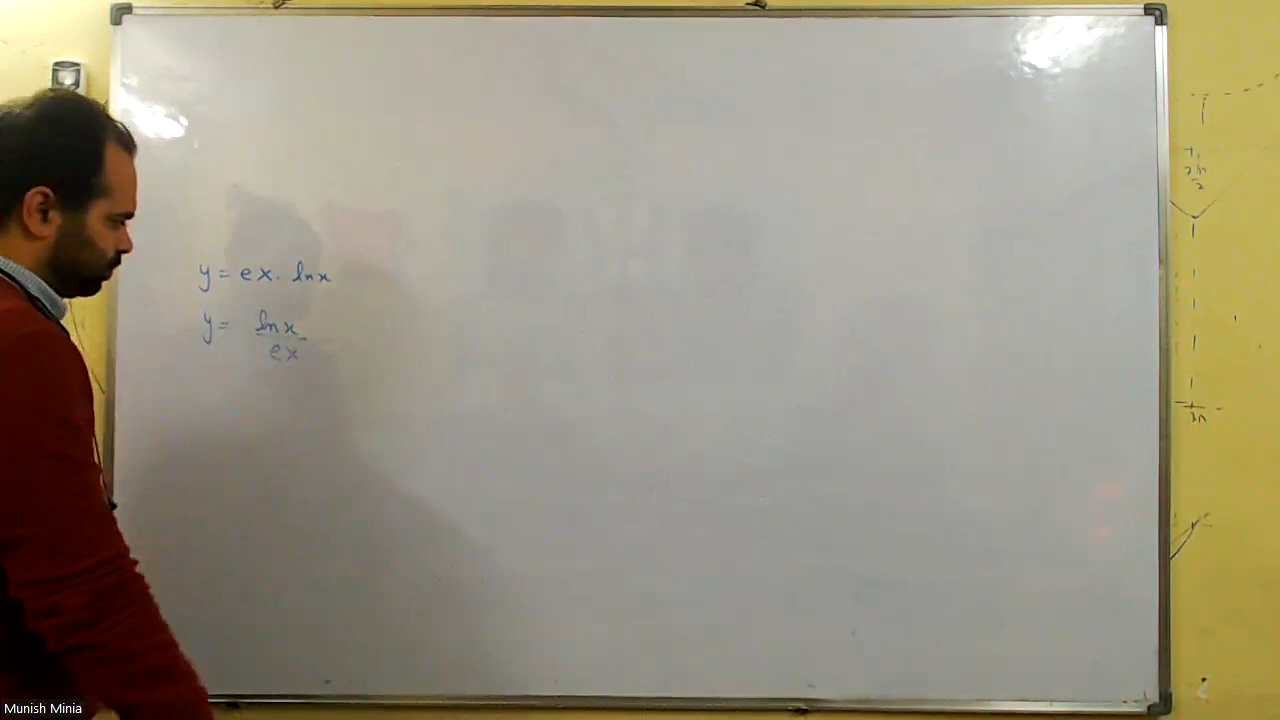 y = ex. lnx
y = lnx / ex
Munish Minia